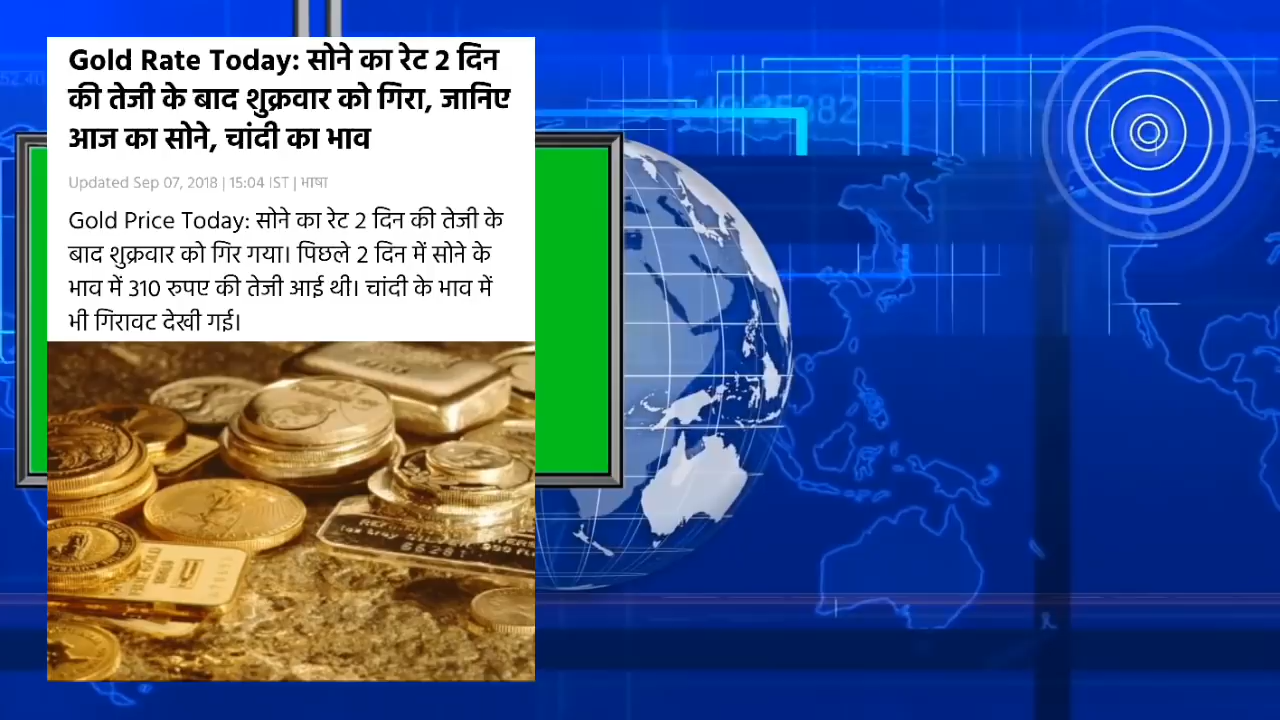 Gold Rate Today: सोने का रेट 2 दिन
की तेजी के बाद शुक्रवार को गिरा, जानिए
आज का सोने, चांदी का भाव
Updated Sep 07, 2018 | 15:04 IST | भाषा
Gold Price Today: सोने का रेट 2 दिन की तेजी के
बाद शुक्रवार को गिर गया। पिछले 2 दिन में सोने के
भाव में 310 रुपए की तेजी आई थी। चांदी के भाव में
भी गिरावट देखी गई।